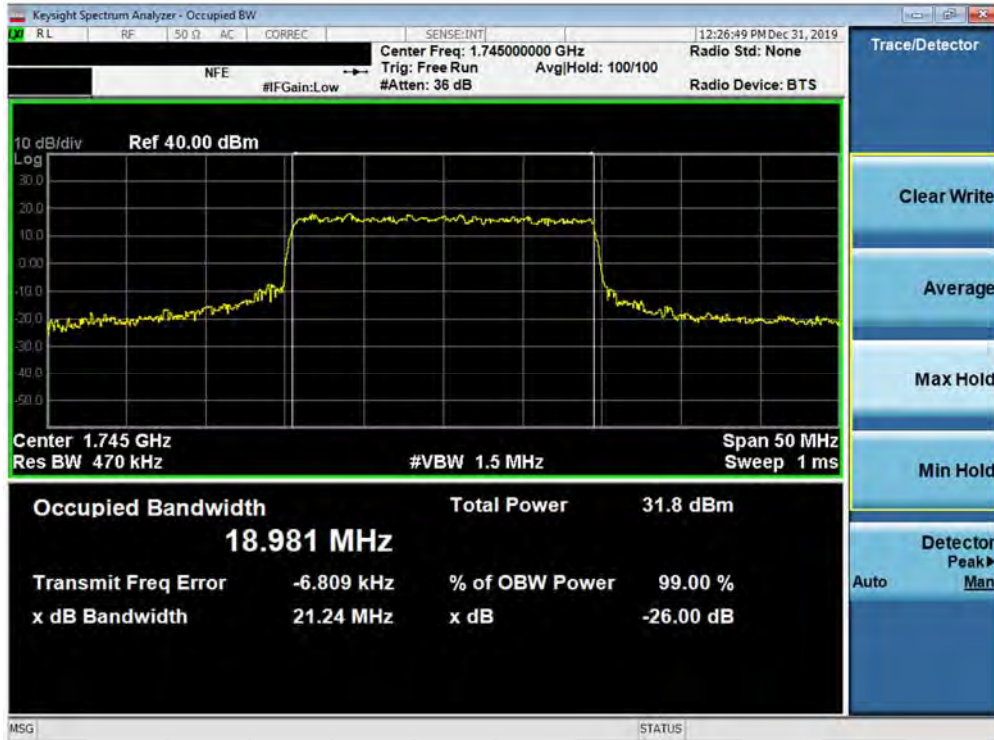 Keysight Spectrum Analyzer - Occupied BW
LXI RL RF 50 Ω AC CORREC SENSE:INT 12:26:49 PM Dec 31, 2019
Center Freq: 1.745000000 GHz Radio Std: None
NFE Trig: Free Run Avg|Hold: 100/100
#IFGain:Low #Atten: 36 dB Radio Device: BTS
10 dB/div Ref 40.00 dBm
Log
30.0
20.0
10.0
0.00
-10.0
-20.0
-30.0
-40.0
-50.0
Center 1.745 GHz Span 50 MHz
Res BW 470 kHz #VBW 1.5 MHz Sweep 1 ms
Occupied Bandwidth Total Power 31.8 dBm
18.981 MHz
Transmit Freq Error -6.809 kHz % of OBW Power 99.00 %
x dB Bandwidth 21.24 MHz x dB -26.00 dB
MSG STATUS
Trace/Detector
Clear Write
Average
Max Hold
Min Hold
Detector
Peak▶
Auto Man